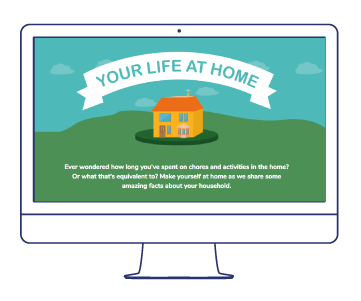 YOUR LIFE AT HOME
Ever wondered how long you've spent on chores and activities in the home?
Or what that's equivalent to? Make yourself at home as we share some
amazing facts about your household.